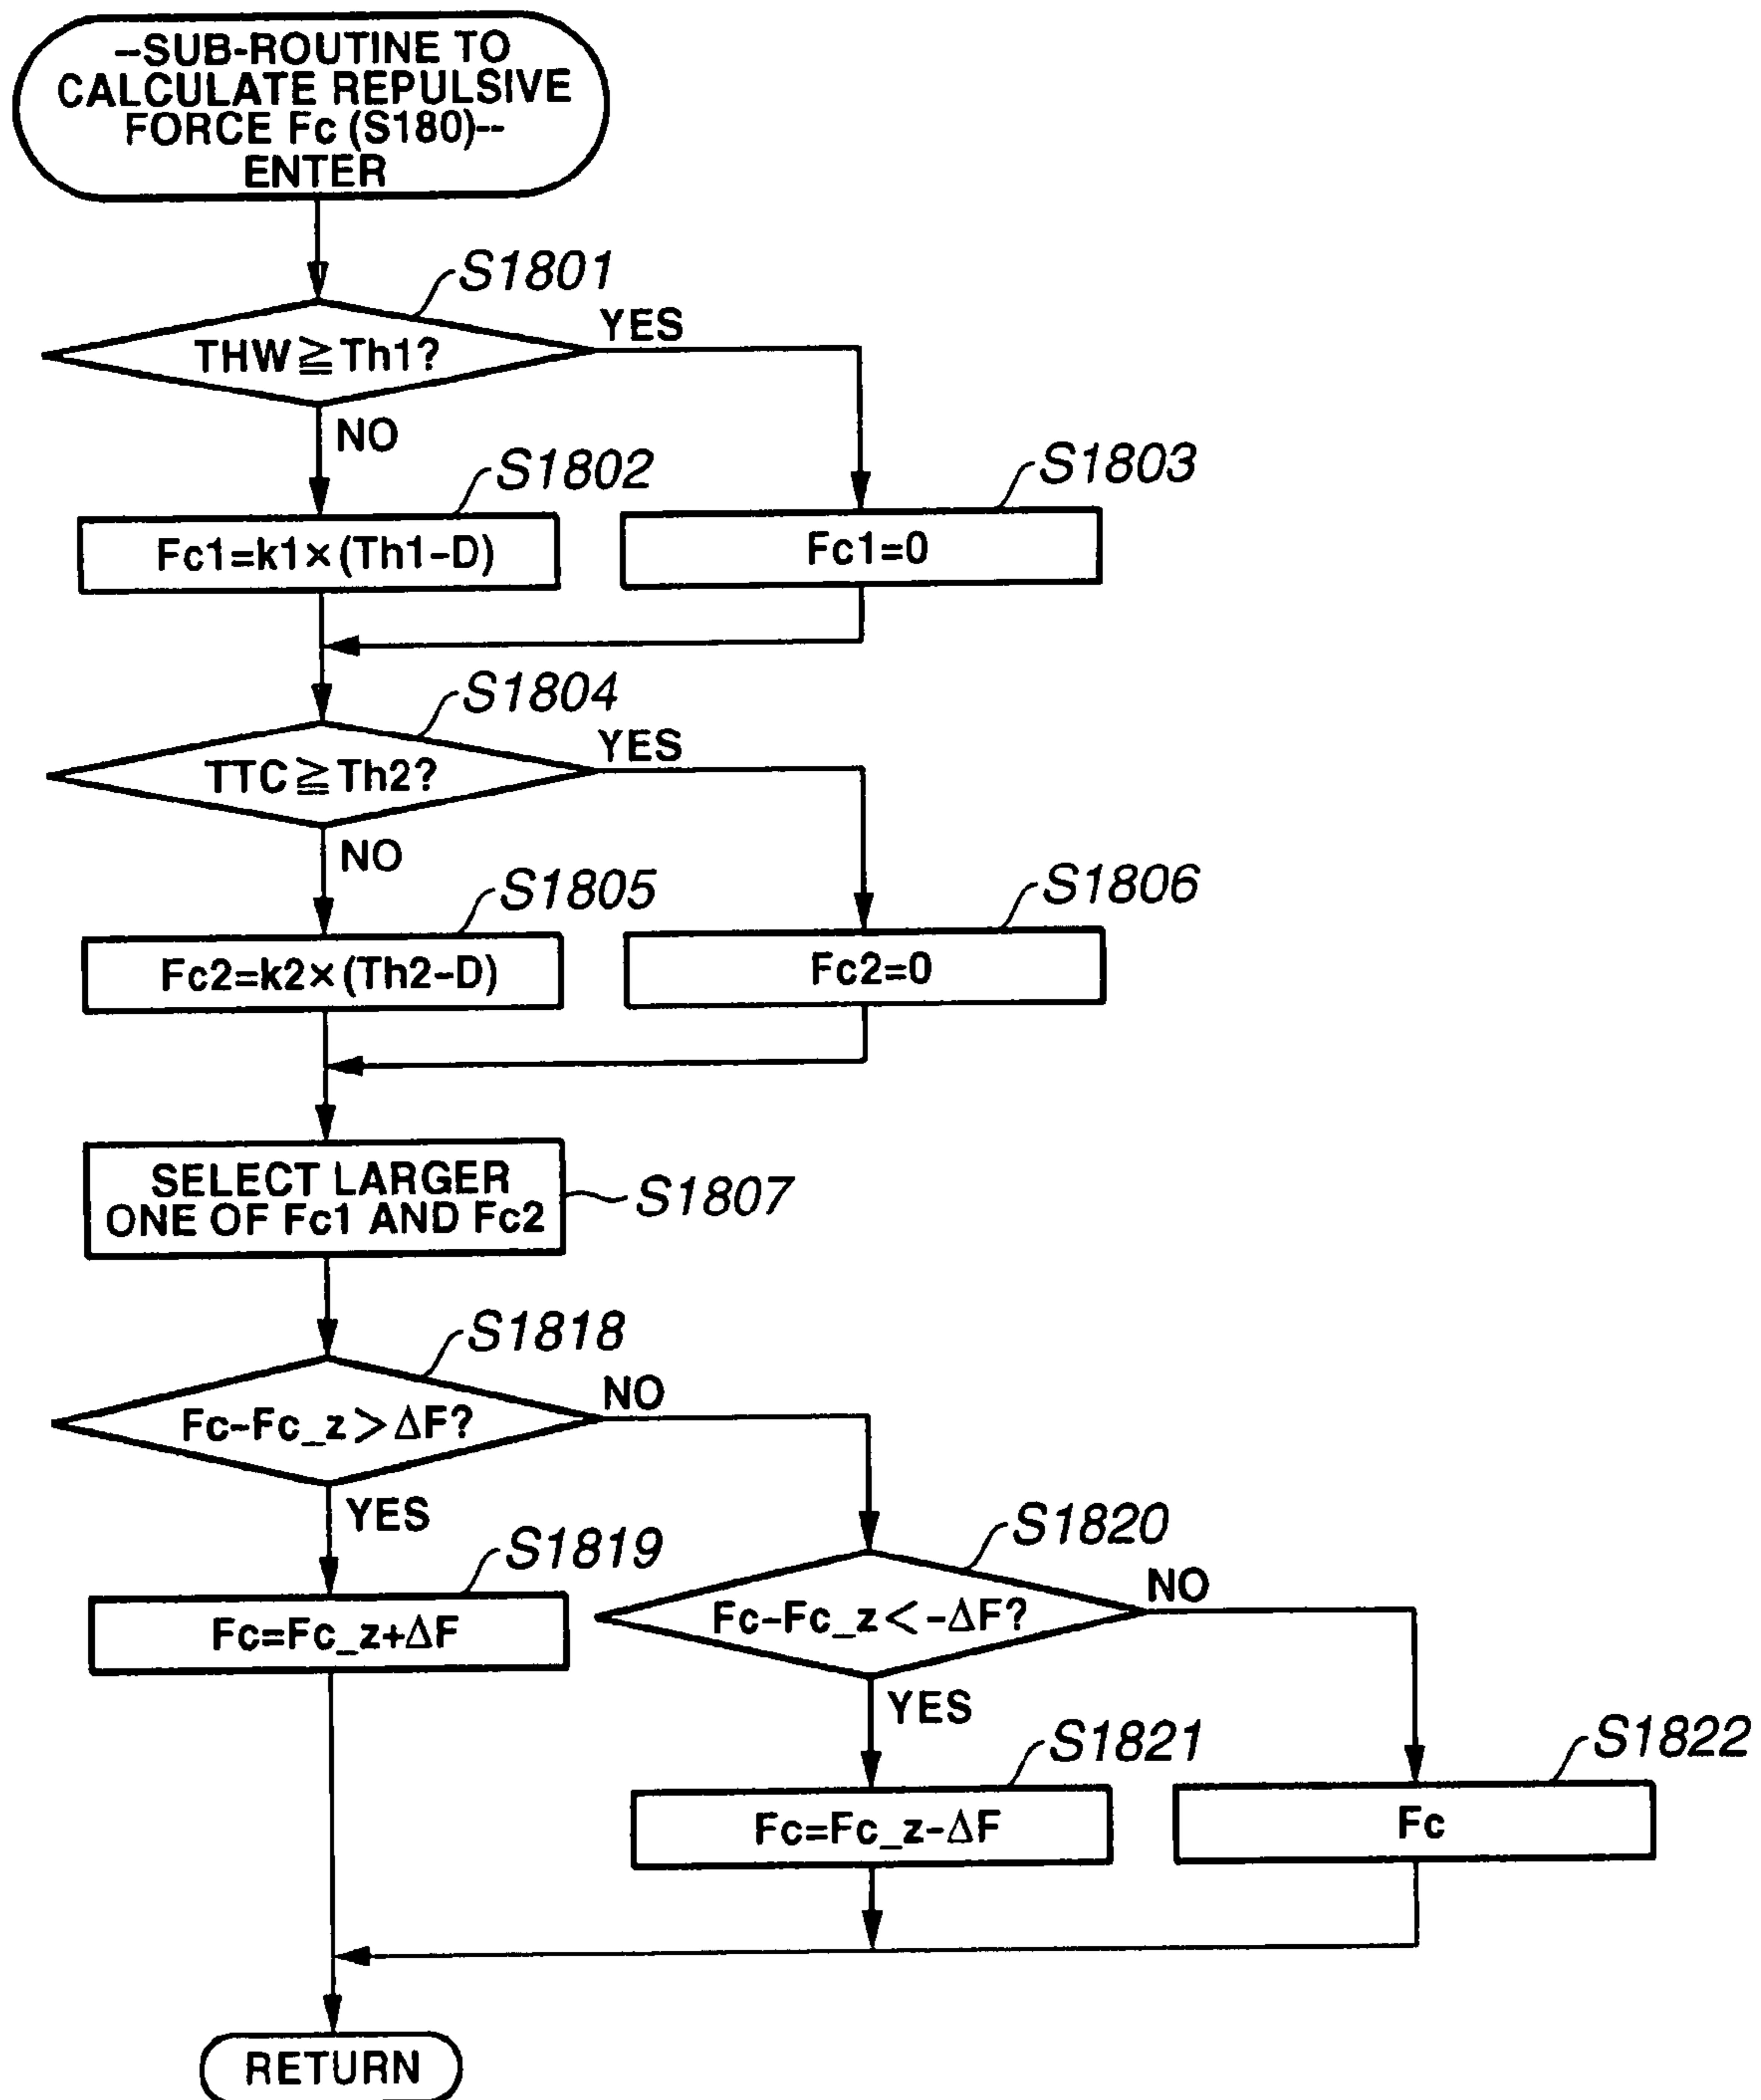 --SUB-ROUTINE TO
CALCULATE REPULSIVE
FORCE Fc (S180)--
ENTER
S1801
THW≧Th1?
YES
NO
S1802
S1803
Fc1=k1×(Th1-D)
Fc1=0
S1804
TTC≧Th2?
YES
NO
S1805
S1806
Fc2=k2×(Th2-D)
Fc2=0
SELECT LARGER
ONE OF Fc1 AND Fc2
S1807
S1818
Fc-Fc_z>ΔF?
NO
YES
S1819
S1820
Fc=Fc_z+ΔF
Fc-Fc_z<-ΔF?
NO
YES
S1821
S1822
Fc=Fc_z-ΔF
Fc
RETURN